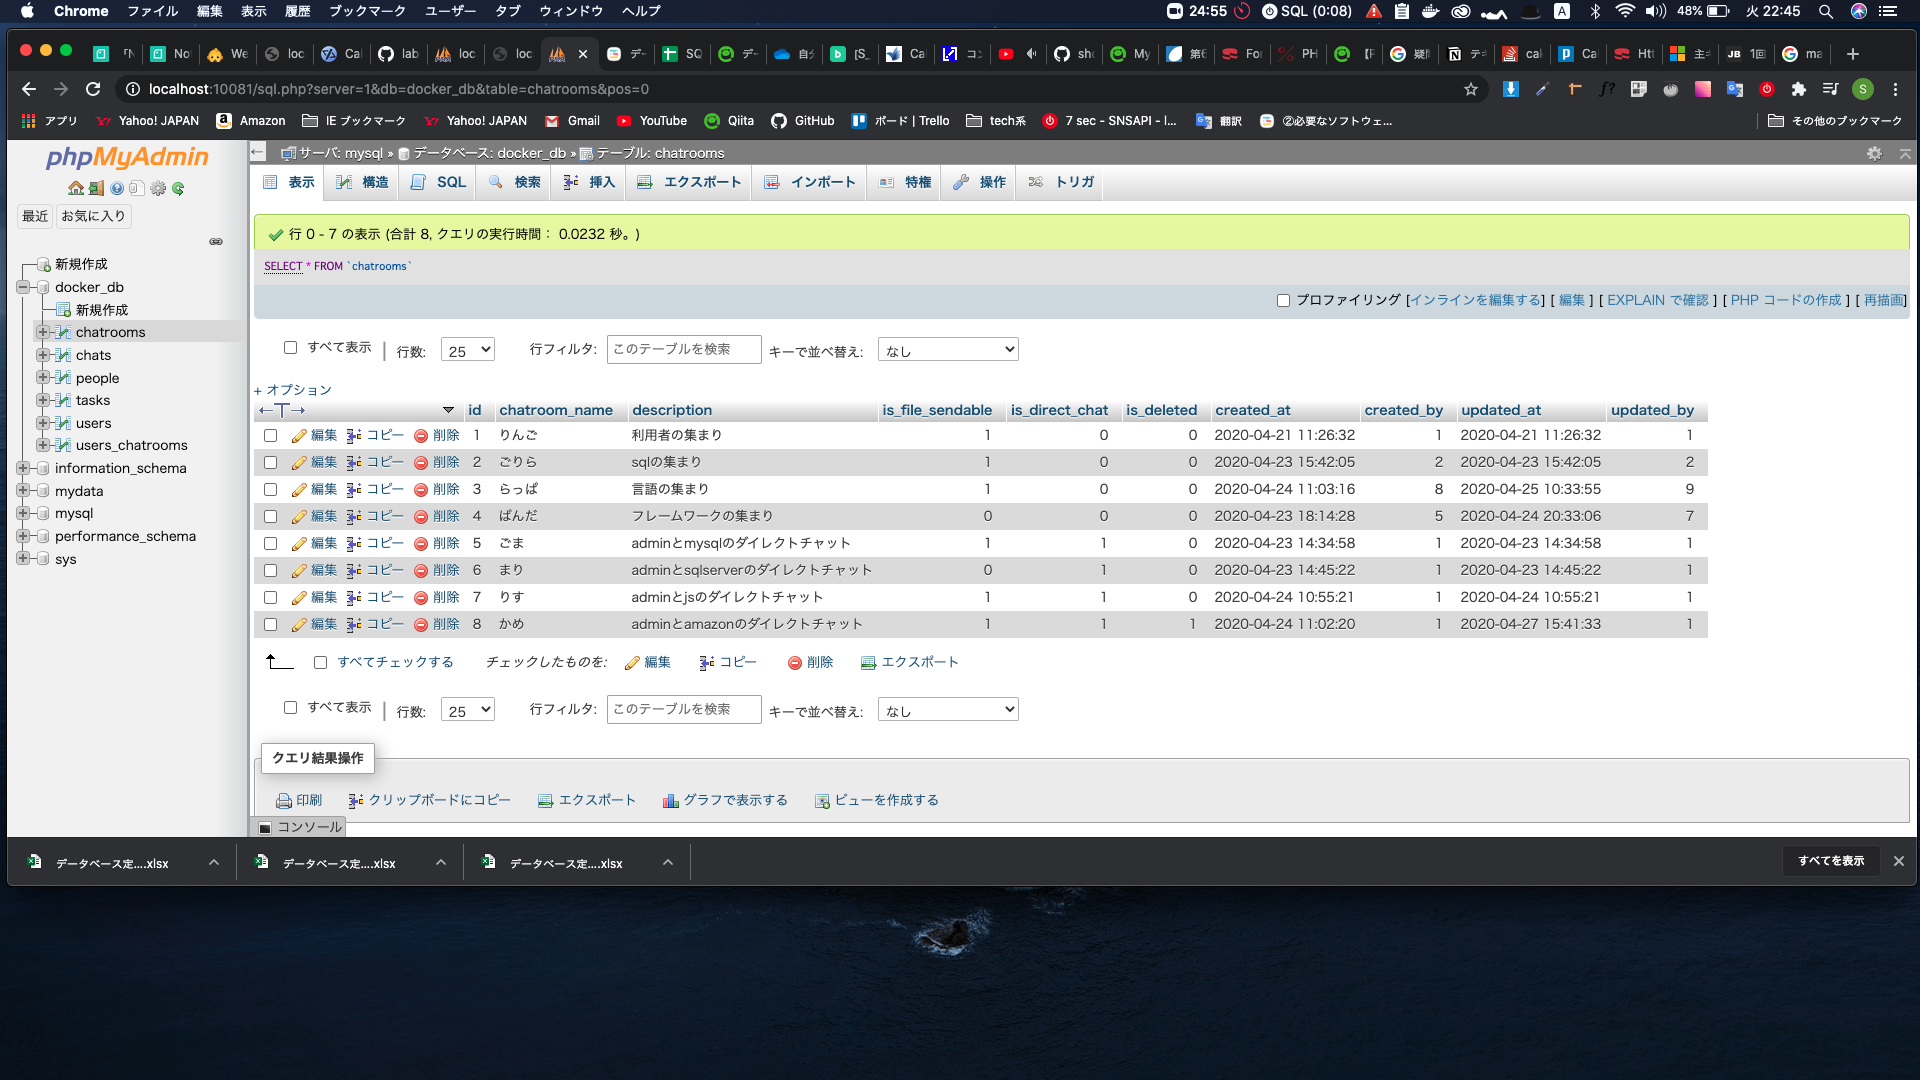 Chrome ファイル 編集 表示 履歴 ブックマーク ユーザー タブ ウィンドウ ヘルプ 24:55 SQL (0:08) A 48% 火 22:45
No We loc Cal lab loc loc デー SQ デー 自分 [S_ Ca コン sho My 第6 For PH 【P 疑問 テキ cak Ca Htt 主キ 1回 ma
localhost:10081/sql.php?server=1&db=docker_db&table=chatrooms&pos=0 S
アプリ Yahoo! JAPAN Amazon IE ブックマーク Yahoo! JAPAN Gmail YouTube Qiita GitHub ボード | Trello tech系 7 sec - SNSAPI - I... 翻訳 ②必要なソフトウェ... その他のブックマーク
phpMyAdmin
最近 お気に入り
新規作成
docker_db
新規作成
chatrooms
chats
people
tasks
users
users_chatrooms
information_schema
mydata
mysql
performance_schema
sys
サーバ: mysql » データベース: docker_db » テーブル: chatrooms
表示 構造 SQL 検索 挿入 エクスポート インポート 特権 操作 トリガ
行 0 - 7 の表示 (合計 8, クエリの実行時間： 0.0232 秒。)
SELECT * FROM `chatrooms`
プロファイリング [インラインを編集する] [ 編集 ] [ EXPLAIN で確認 ] [ PHP コードの作成 ] [ 再描画]
すべて表示 | 行数: 25 行フィルタ: このテーブルを検索 キーで並べ替え: なし
+ オプション
←T→ id chatroom_name description is_file_sendable is_direct_chat is_deleted created_at created_by updated_at updated_by
編集 コピー 削除 1 りんご 利用者の集まり 1 0 0 2020-04-21 11:26:32 1 2020-04-21 11:26:32 1
編集 コピー 削除 2 ごりら sqlの集まり 1 0 0 2020-04-23 15:42:05 2 2020-04-23 15:42:05 2
編集 コピー 削除 3 らっぱ 言語の集まり 1 0 0 2020-04-24 11:03:16 8 2020-04-25 10:33:55 9
編集 コピー 削除 4 ぱんだ フレームワークの集まり 0 0 0 2020-04-23 18:14:28 5 2020-04-24 20:33:06 7
編集 コピー 削除 5 ごま adminとmysqlのダイレクトチャット 1 1 0 2020-04-23 14:34:58 1 2020-04-23 14:34:58 1
編集 コピー 削除 6 まり adminとsqlserverのダイレクトチャット 0 1 0 2020-04-23 14:45:22 1 2020-04-23 14:45:22 1
編集 コピー 削除 7 りす adminとjsのダイレクトチャット 1 1 0 2020-04-24 10:55:21 1 2020-04-24 10:55:21 1
編集 コピー 削除 8 かめ adminとamazonのダイレクトチャット 1 1 1 2020-04-24 11:02:20 1 2020-04-27 15:41:33 1
すべてチェックする チェックしたものを: 編集 コピー 削除 エクスポート
すべて表示 | 行数: 25 行フィルタ: このテーブルを検索 キーで並べ替え: なし
クエリ結果操作
印刷 クリップボードにコピー エクスポート グラフで表示する ビューを作成する
コンソール
データベース定....xlsx データベース定....xlsx データベース定....xlsx すべてを表示